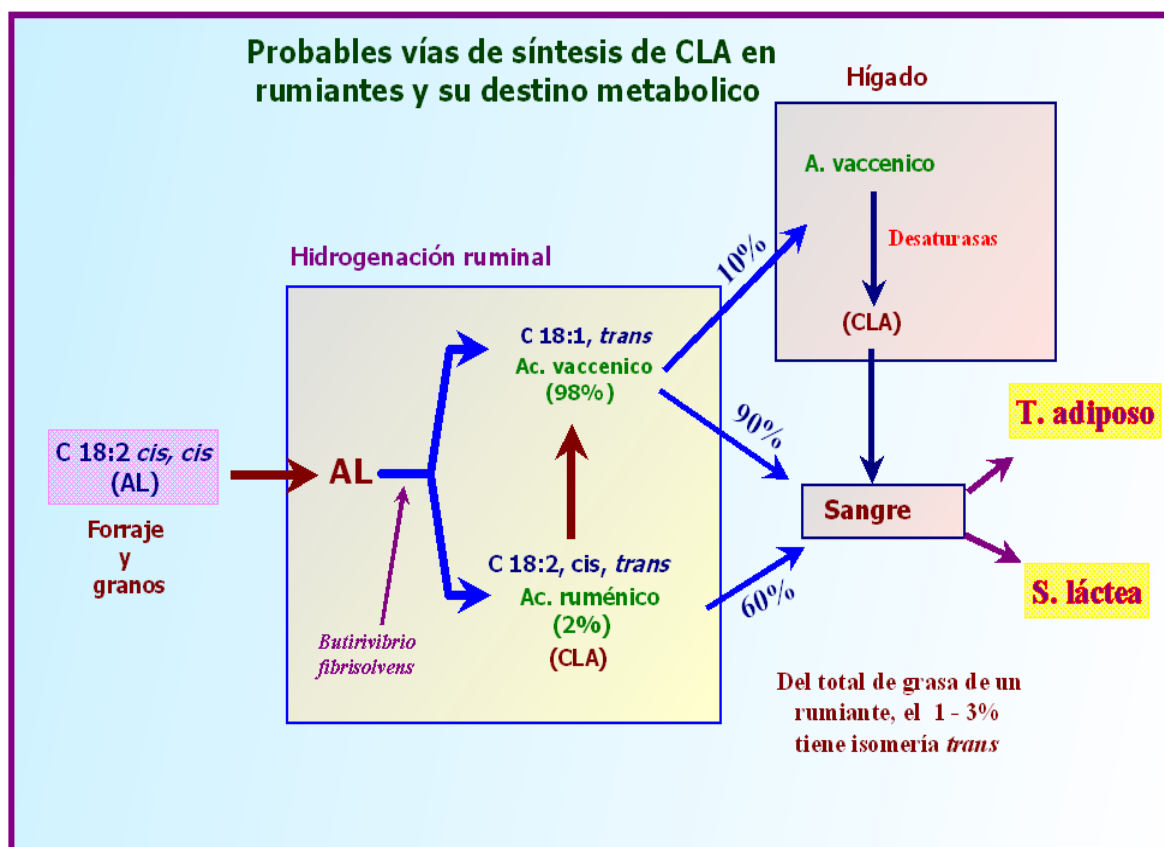 Probables vías de síntesis de CLA en
rumiantes y su destino metabolico
Hígado
A. vaccenico
Desaturasas
(CLA)
Hidrogenación ruminal
10%
C 18:1, trans
Ac. vaccenico
(98%)
90%
T. adiposo
C 18:2 cis, cis
(AL)
Forraje
y
granos
AL
Sangre
C 18:2, cis, trans
Ac. ruménico
(2%)
(CLA)
60%
S. láctea
Butirivibrio
fibrisolvens
Del total de grasa de un
rumiante, el 1 - 3%
tiene isomería trans